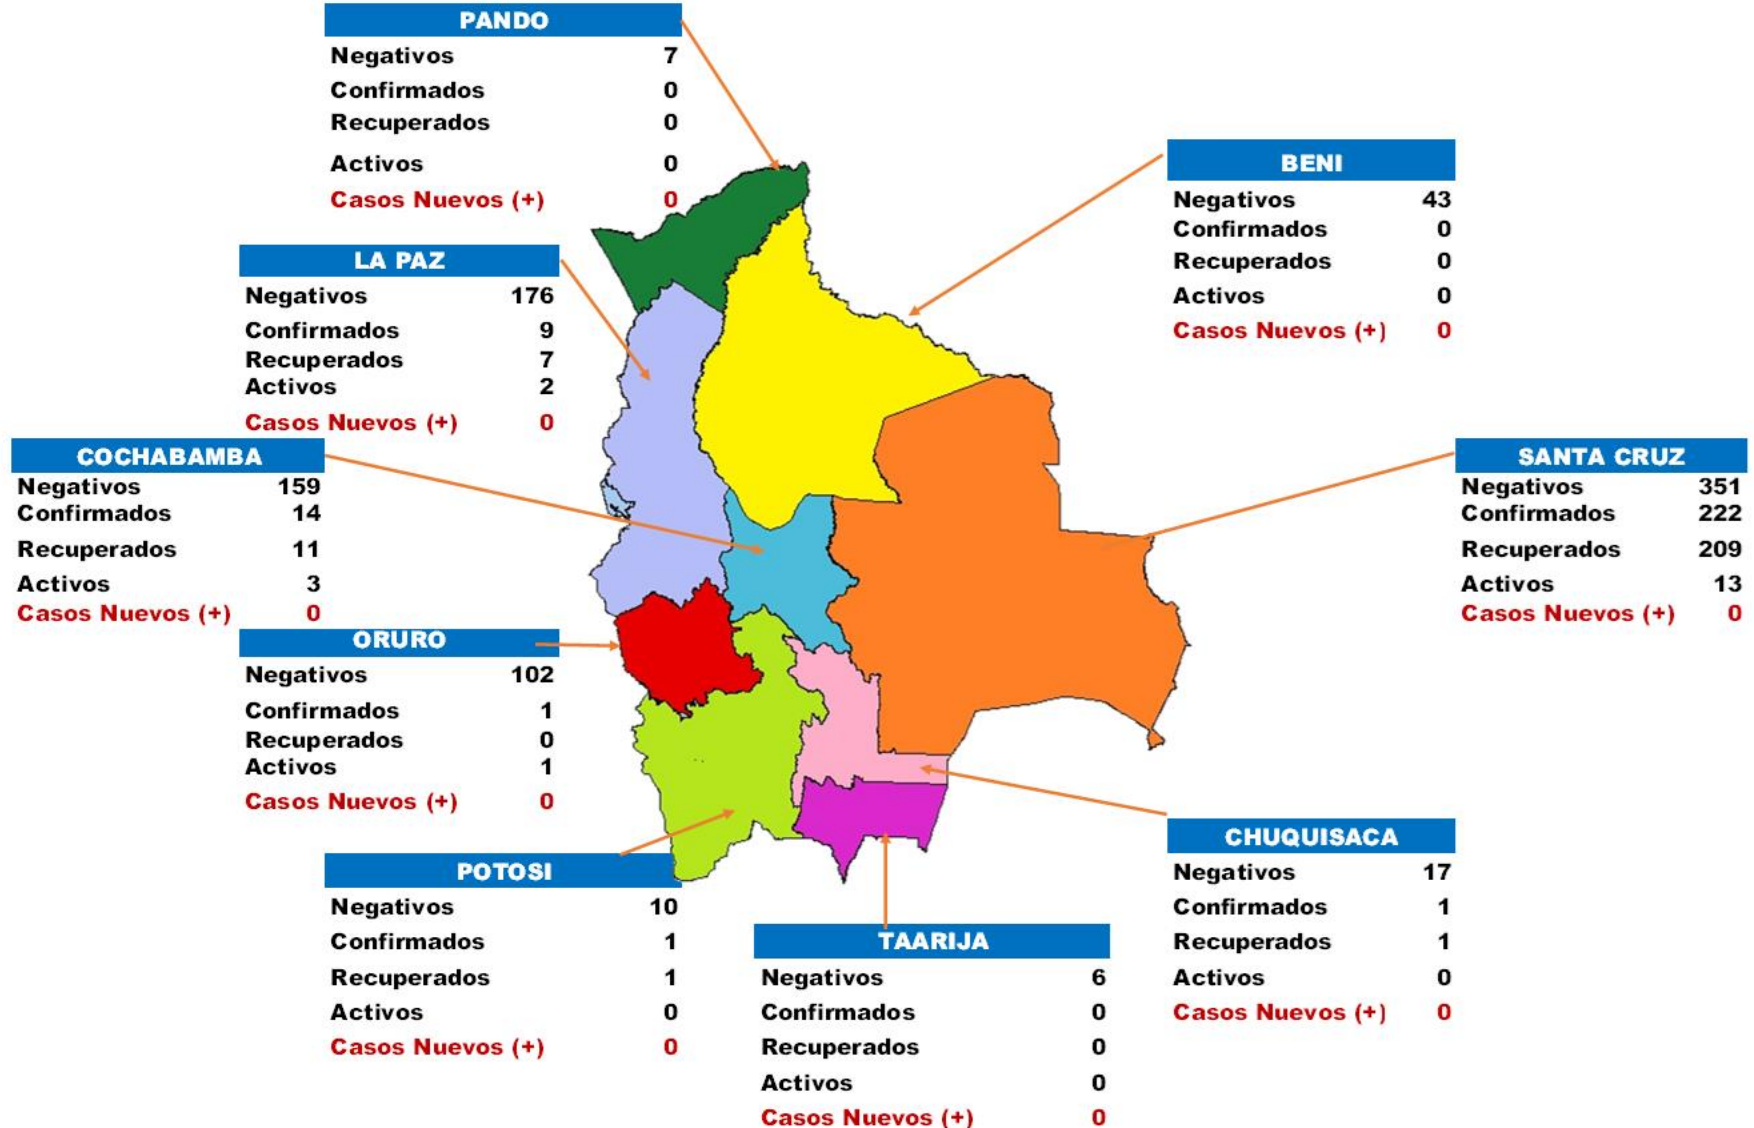 PANDO
Negativos 7
Confirmados 0
Recuperados 0
Activos 0
Casos Nuevos (+) 0
BENI
Negativos 43
Confirmados 0
Recuperados 0
Activos 0
Casos Nuevos (+) 0
LA PAZ
Negativos 176
Confirmados 9
Recuperados 7
Activos 2
Casos Nuevos (+) 0
COCHABAMBA
Negativos 159
Confirmados 14
Recuperados 11
Activos 3
Casos Nuevos (+) 0
SANTA CRUZ
Negativos 351
Confirmados 222
Recuperados 209
Activos 13
Casos Nuevos (+) 0
ORURO
Negativos 102
Confirmados 1
Recuperados 0
Activos 1
Casos Nuevos (+) 0
CHUQUISACA
Negativos 17
Confirmados 1
Recuperados 1
Activos 0
Casos Nuevos (+) 0
POTOSI
Negativos 10
Confirmados 1
Recuperados 1
Activos 0
Casos Nuevos (+) 0
TAARIJA
Negativos 6
Confirmados 0
Recuperados 0
Activos 0
Casos Nuevos (+) 0